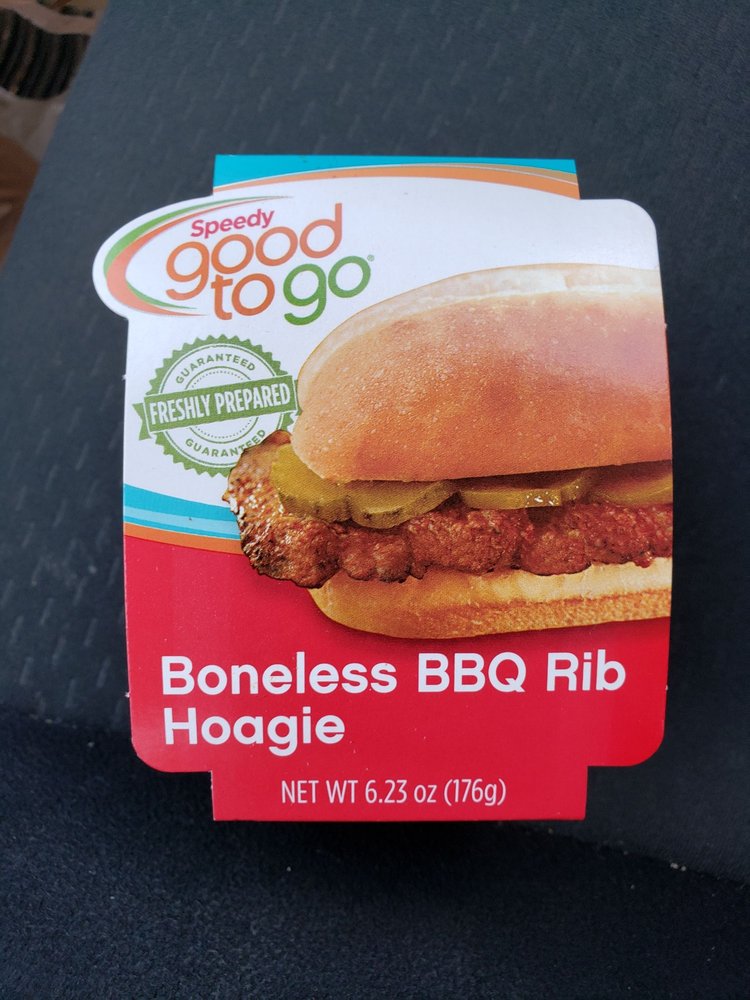 Speedy
good
to go®
GUARANTEED
FRESHLY PREPARED
GUARANTEED
Boneless BBQ Rib
Hoagie
NET WT 6.23 oz (176g)